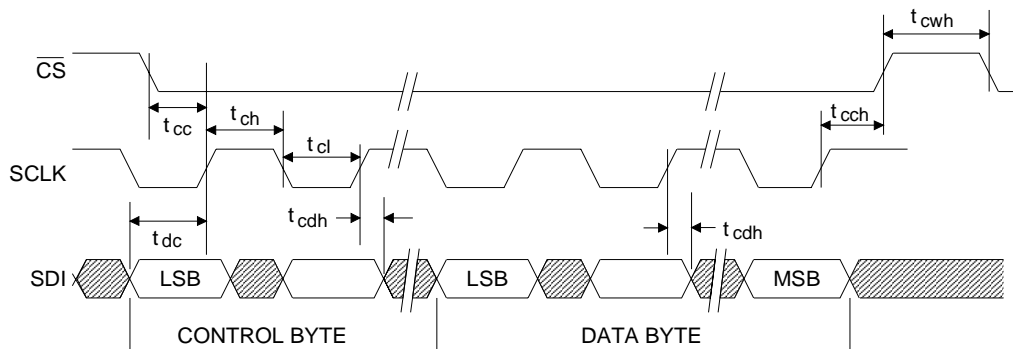 t cwh
CS
t cc
t ch
t cch
t cl
SCLK
t cdh
t cdh
t dc
SDI
LSB
LSB
MSB
CONTROL BYTE
DATA BYTE